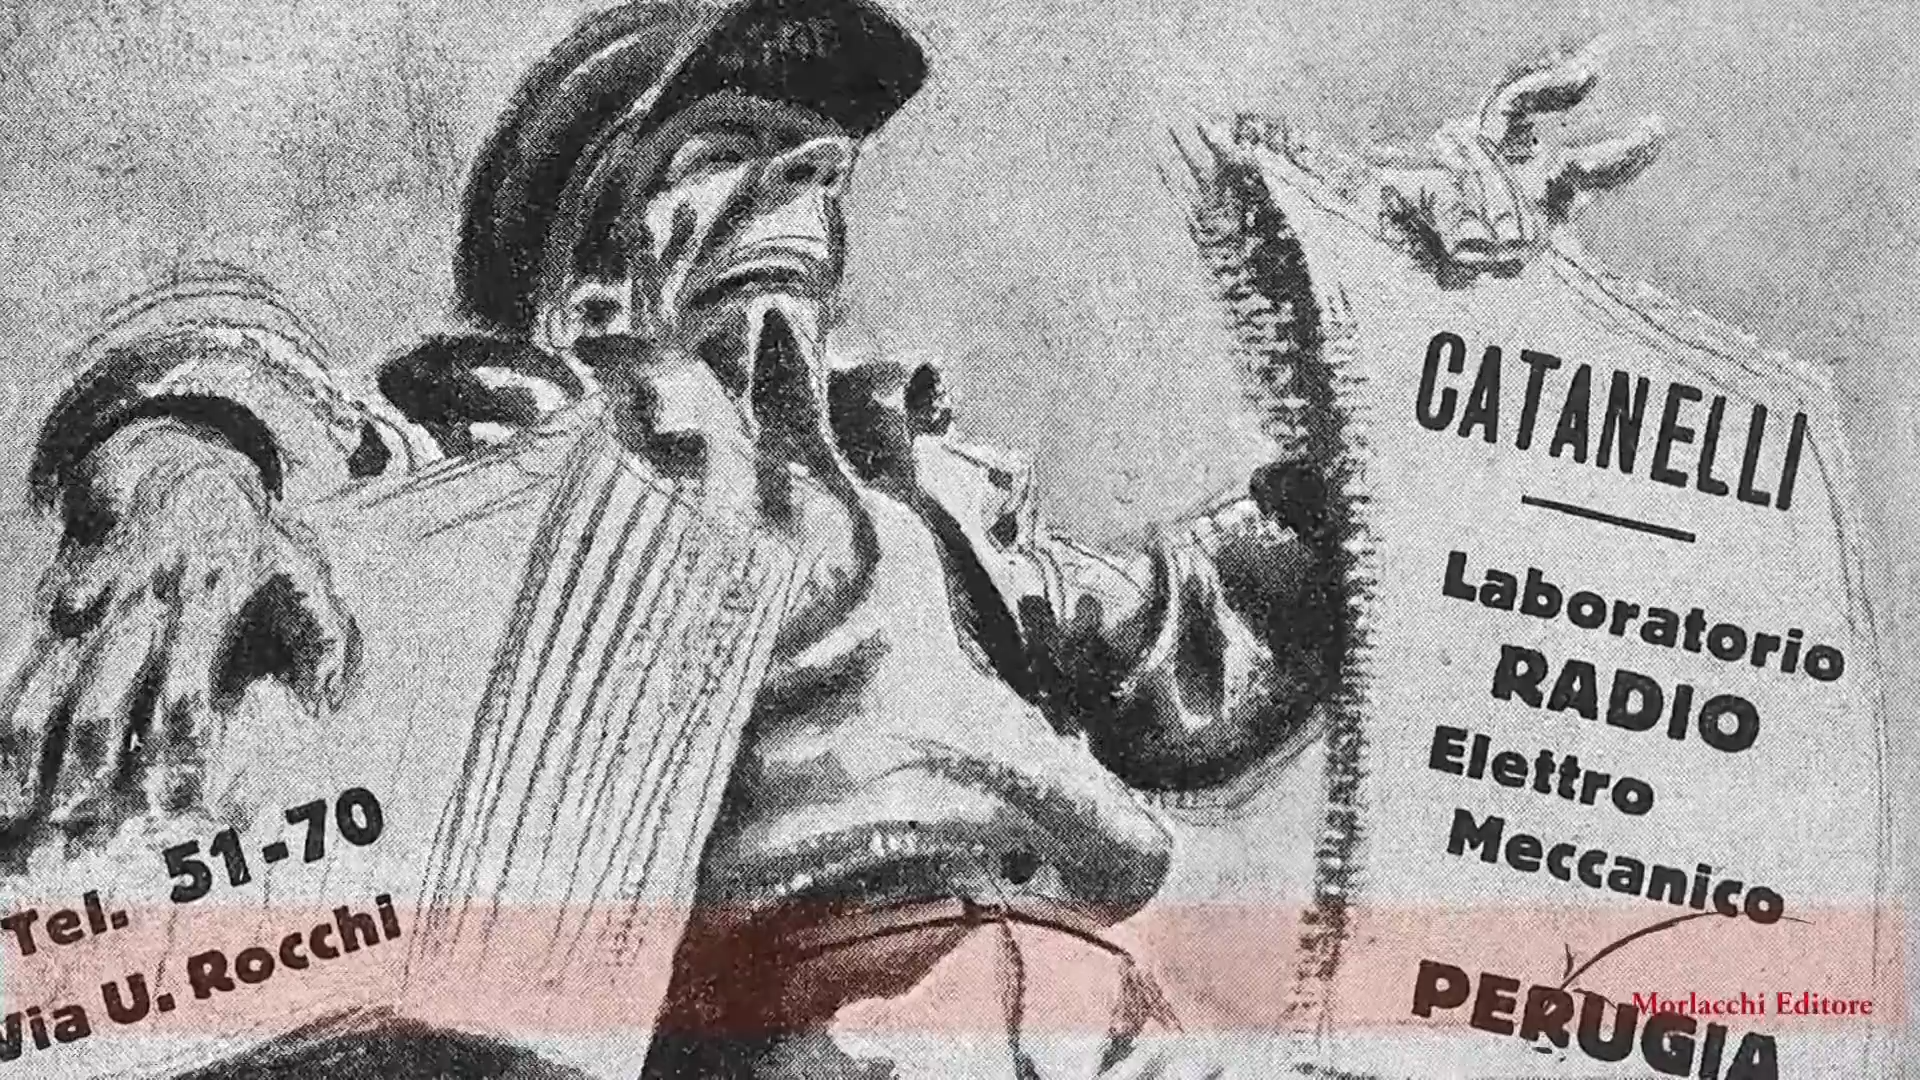 CATANELLI
Laboratorio
RADIO
Elettro
Meccanico
PERUGIA
Tel. 51-70
Via U. Rocchi
Morlacchi Editore